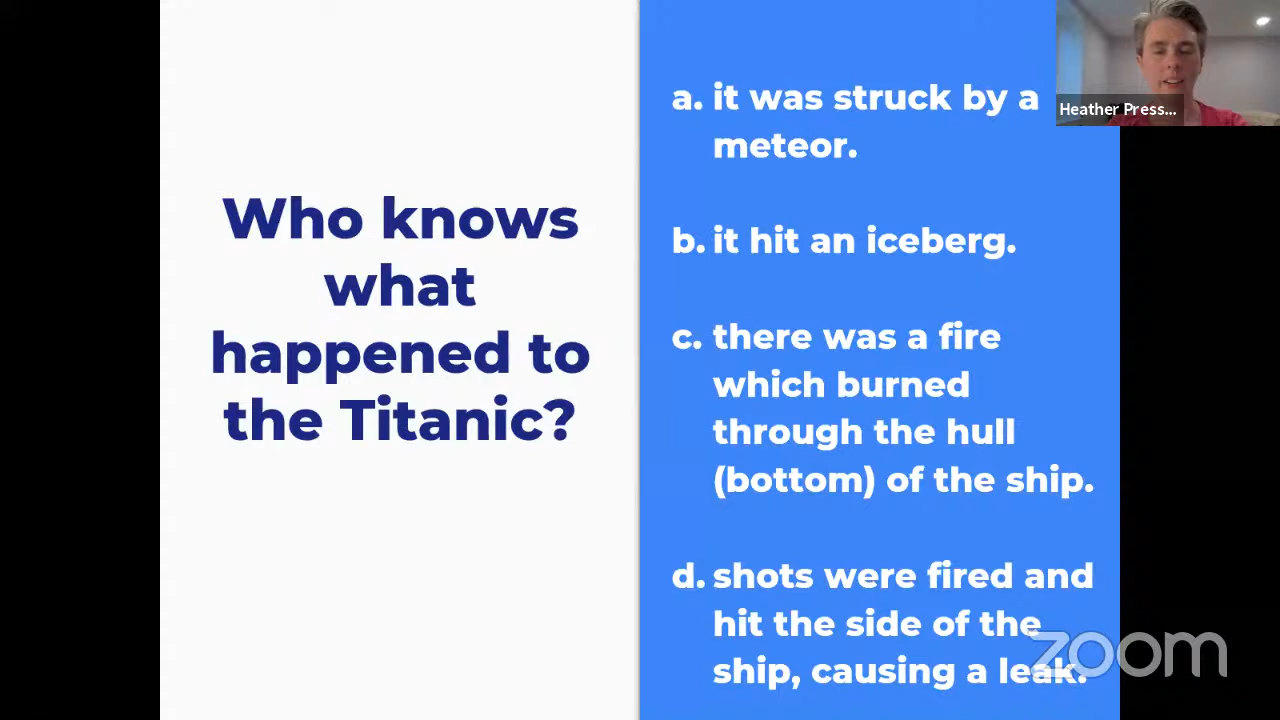 Who knows
what
happened to
the Titanic?
a. it was struck by a
meteor.
b. it hit an iceberg.
c. there was a fire
which burned
through the hull
(bottom) of the ship.
d. shots were fired and
hit the side of the
ship, causing a leak.
Heather Press...
zoom